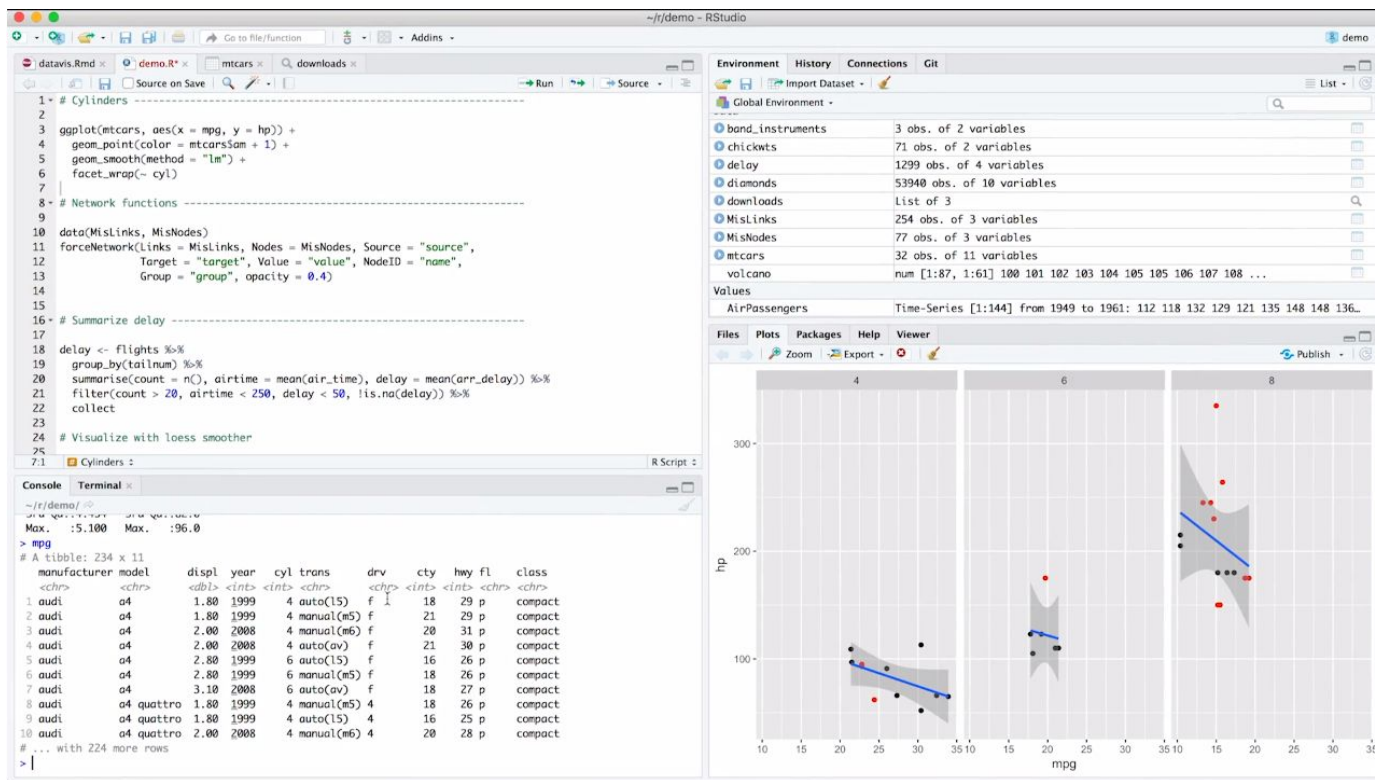 ~/r/demo - RStudio
Go to file/function
Addins
demo
datavis.Rmd
demo.R*
mtcars
downloads
Source on Save
Run
Source
1 # Cylinders
2
3 ggplot(mtcars, aes(x = mpg, y = hp)) +
4 geom_point(color = mtcars$am + 1) +
5 geom_smooth(method = "lm") +
6 facet_wrap(~ cyl)
7
8 # Network functions
9
10 data(MisLinks, MisNodes)
11 forceNetwork(Links = MisLinks, Nodes = MisNodes, Source = "source",
12 Target = "target", Value = "value", NodeID = "name",
13 Group = "group", opacity = 0.4)
14
15
16 # Summarize delay
17
18 delay <- flights %>%
19 group_by(tailnum) %>%
20 summarise(count = n(), airtime = mean(air_time), delay = mean(arr_delay)) %>%
21 filter(count > 20, airtime < 250, delay < 50, !is.na(delay)) %>%
22 collect
23
24 # Visualize with loess smoother
25
7:1 Cylinders R Script
Console Terminal
~/r/demo/
Max. :5.100 Max. :96.0
> mpg
# A tibble: 234 x 11
manufacturer model displ year cyl trans drv cty hwy fl class
<chr> <chr> <dbl> <int> <int> <chr> <chr> <int> <int> <chr> <chr>
1 audi a4 1.80 1999 4 auto(l5) f 18 29 p compact
2 audi a4 1.80 1999 4 manual(m5) f 21 29 p compact
3 audi a4 2.00 2008 4 manual(m6) f 20 31 p compact
4 audi a4 2.00 2008 4 auto(av) f 21 30 p compact
5 audi a4 2.80 1999 6 auto(l5) f 16 26 p compact
6 audi a4 2.80 1999 6 manual(m5) f 18 26 p compact
7 audi a4 3.10 2008 6 auto(av) f 18 27 p compact
8 audi a4 quattro 1.80 1999 4 manual(m5) 4 18 26 p compact
9 audi a4 quattro 1.80 1999 4 auto(l5) 4 16 25 p compact
10 audi a4 quattro 2.00 2008 4 manual(m6) 4 20 28 p compact
# ... with 224 more rows
>
Environment History Connections Git
Import Dataset List
Global Environment
band_instruments 3 obs. of 2 variables
chickwts 71 obs. of 2 variables
delay 1299 obs. of 4 variables
diamonds 53940 obs. of 10 variables
downloads List of 3
MisLinks 254 obs. of 3 variables
MisNodes 77 obs. of 3 variables
mtcars 32 obs. of 11 variables
volcano num [1:87, 1:61] 100 101 102 103 104 105 105 106 107 108 ...
Values
AirPassengers Time-Series [1:144] from 1949 to 1961: 112 118 132 129 121 135 148 148 136…
Files Plots Packages Help Viewer
Zoom Export Publish
4 6 8
300
200
100
hp
10 15 20 25 30 35 10 15 20 25 30 35 10 15 20 25 30 35
mpg